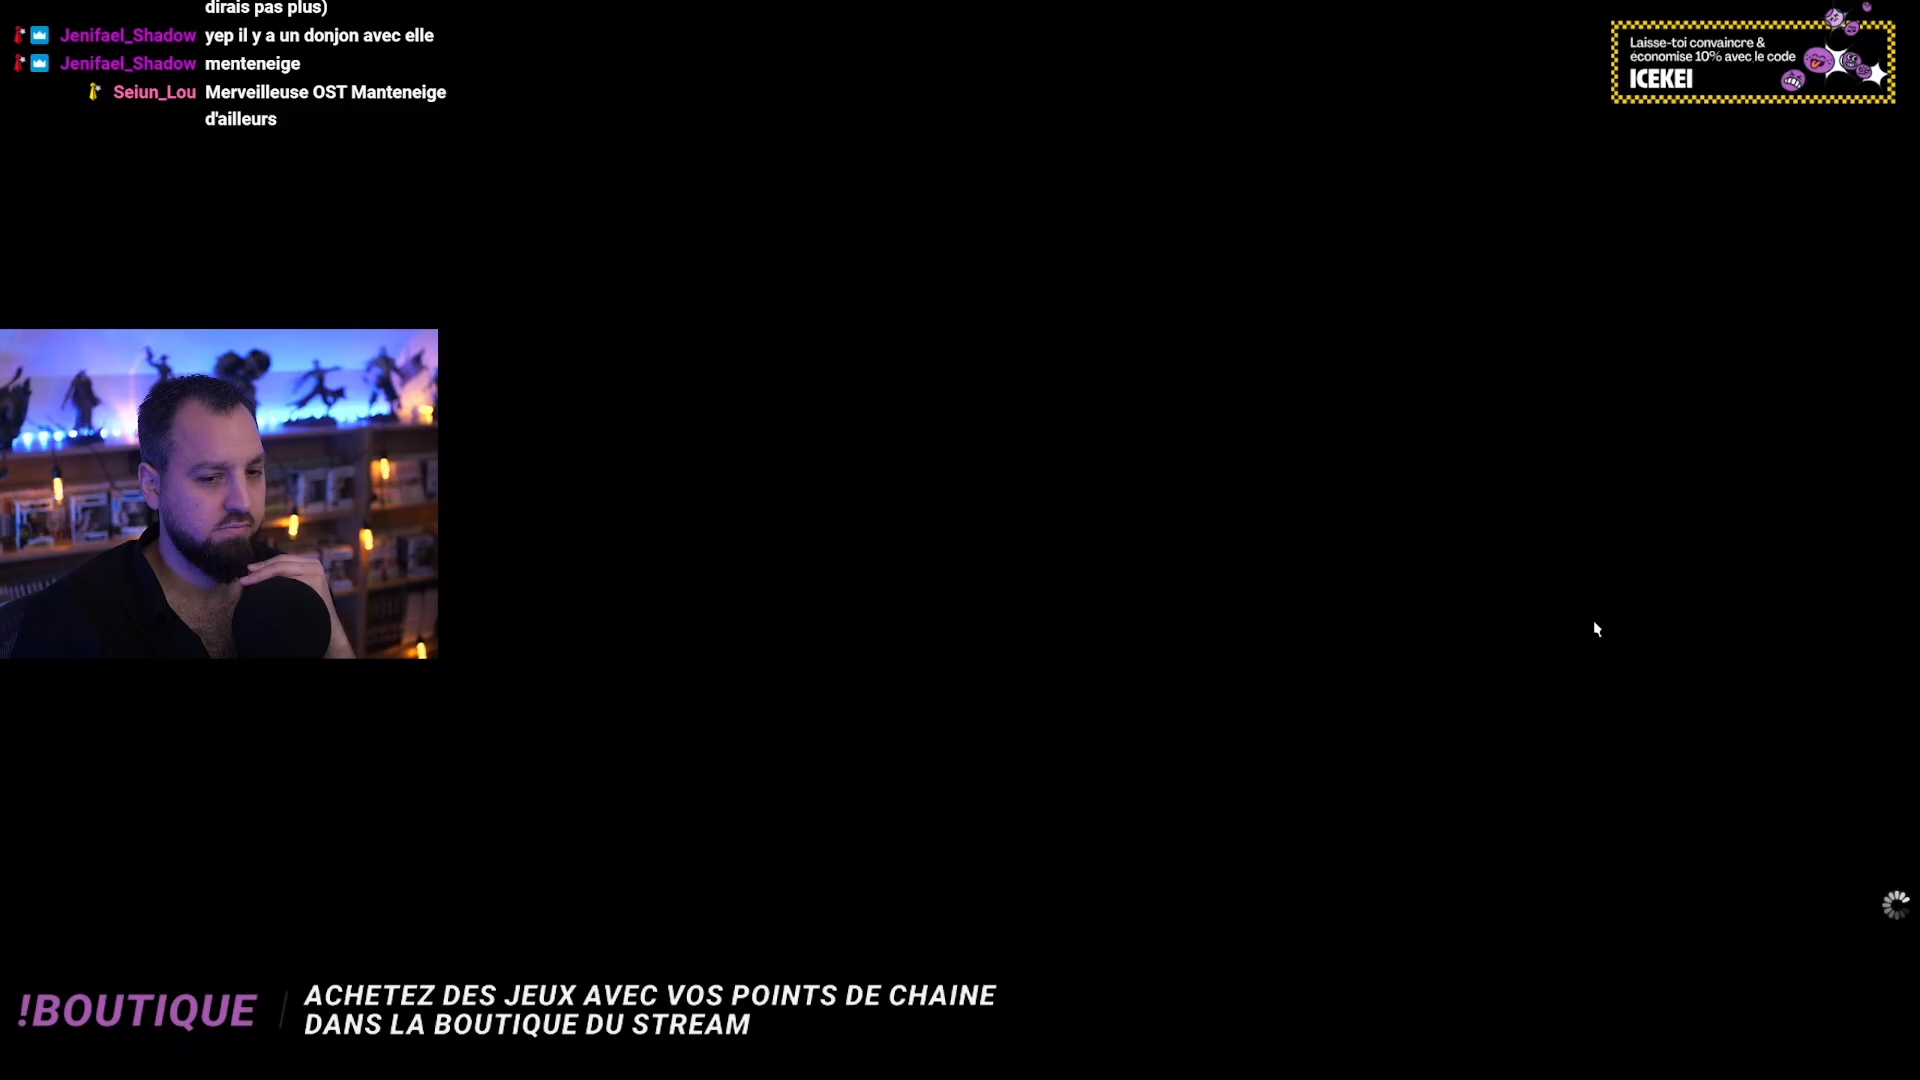 dirais pas plus)
Jenifael_Shadow yep il y a un donjon avec elle
Jenifael_Shadow menteneige
Seiun_Lou Merveilleuse OST Manteneige
d'ailleurs
Laisse-toi convaincre &
économise 10% avec le code
ICEKEI
!BOUTIQUE
ACHETEZ DES JEUX AVEC VOS POINTS DE CHAINE
DANS LA BOUTIQUE DU STREAM